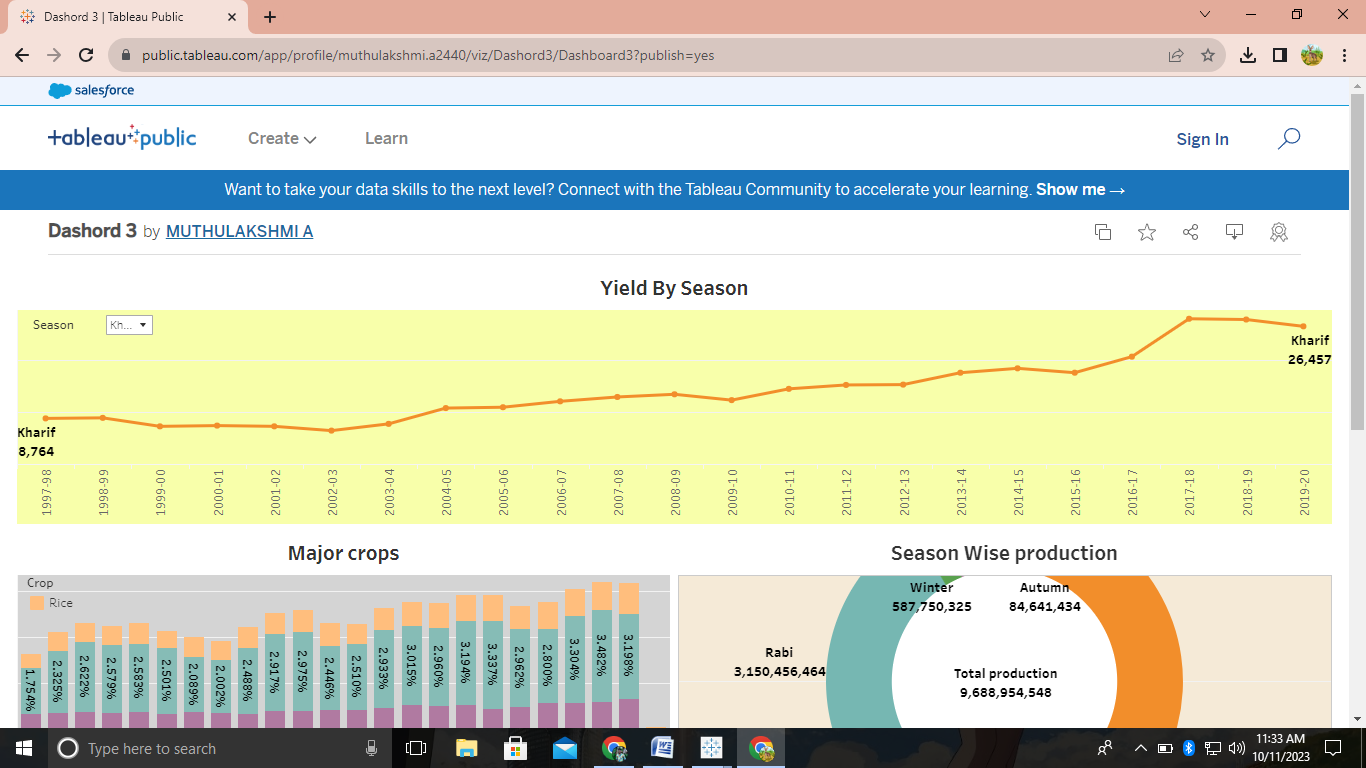 Dashord 3 | Tableau Public
public.tableau.com/app/profile/muthulakshmi.a2440/viz/Dashord3/Dashboard3?publish=yes
salesforce
tableau public
Create
Learn
Sign In
Want to take your data skills to the next level? Connect with the Tableau Community to accelerate your learning. Show me →
Dashord 3 by MUTHULAKSHMI A
Yield By Season
Season
Kh...
Kharif
26,457
Kharif
8,764
1997-98
1998-99
1999-00
2000-01
2001-02
2002-03
2003-04
2004-05
2005-06
2006-07
2007-08
2008-09
2009-10
2010-11
2011-12
2012-13
2013-14
2014-15
2015-16
2016-17
2017-18
2018-19
2019-20
Major crops
Crop
Rice
1.754%
2.325%
2.622%
2.579%
2.583%
2.501%
2.089%
2.002%
2.488%
2.917%
2.975%
2.446%
2.510%
2.933%
3.015%
2.960%
3.194%
3.337%
2.962%
2.800%
3.304%
3.482%
3.198%
Season Wise production
Winter
587,750,325
Autumn
84,641,434
Rabi
3,150,456,464
Total production
9,688,954,548
Type here to search
11:33 AM
10/11/2023